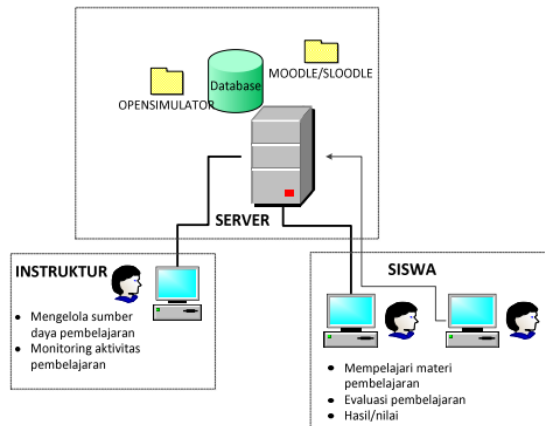 MOODLE/SLOODLE
Database
OPENSIMULATOR
SERVER
INSTRUKTUR
• Mengelola sumber
daya pembelajaran
• Monitoring aktivitas
pembelajaran
SISWA
• Mempelajari materi
pembelajaran
• Evaluasi pembelajaran
• Hasil/nilai